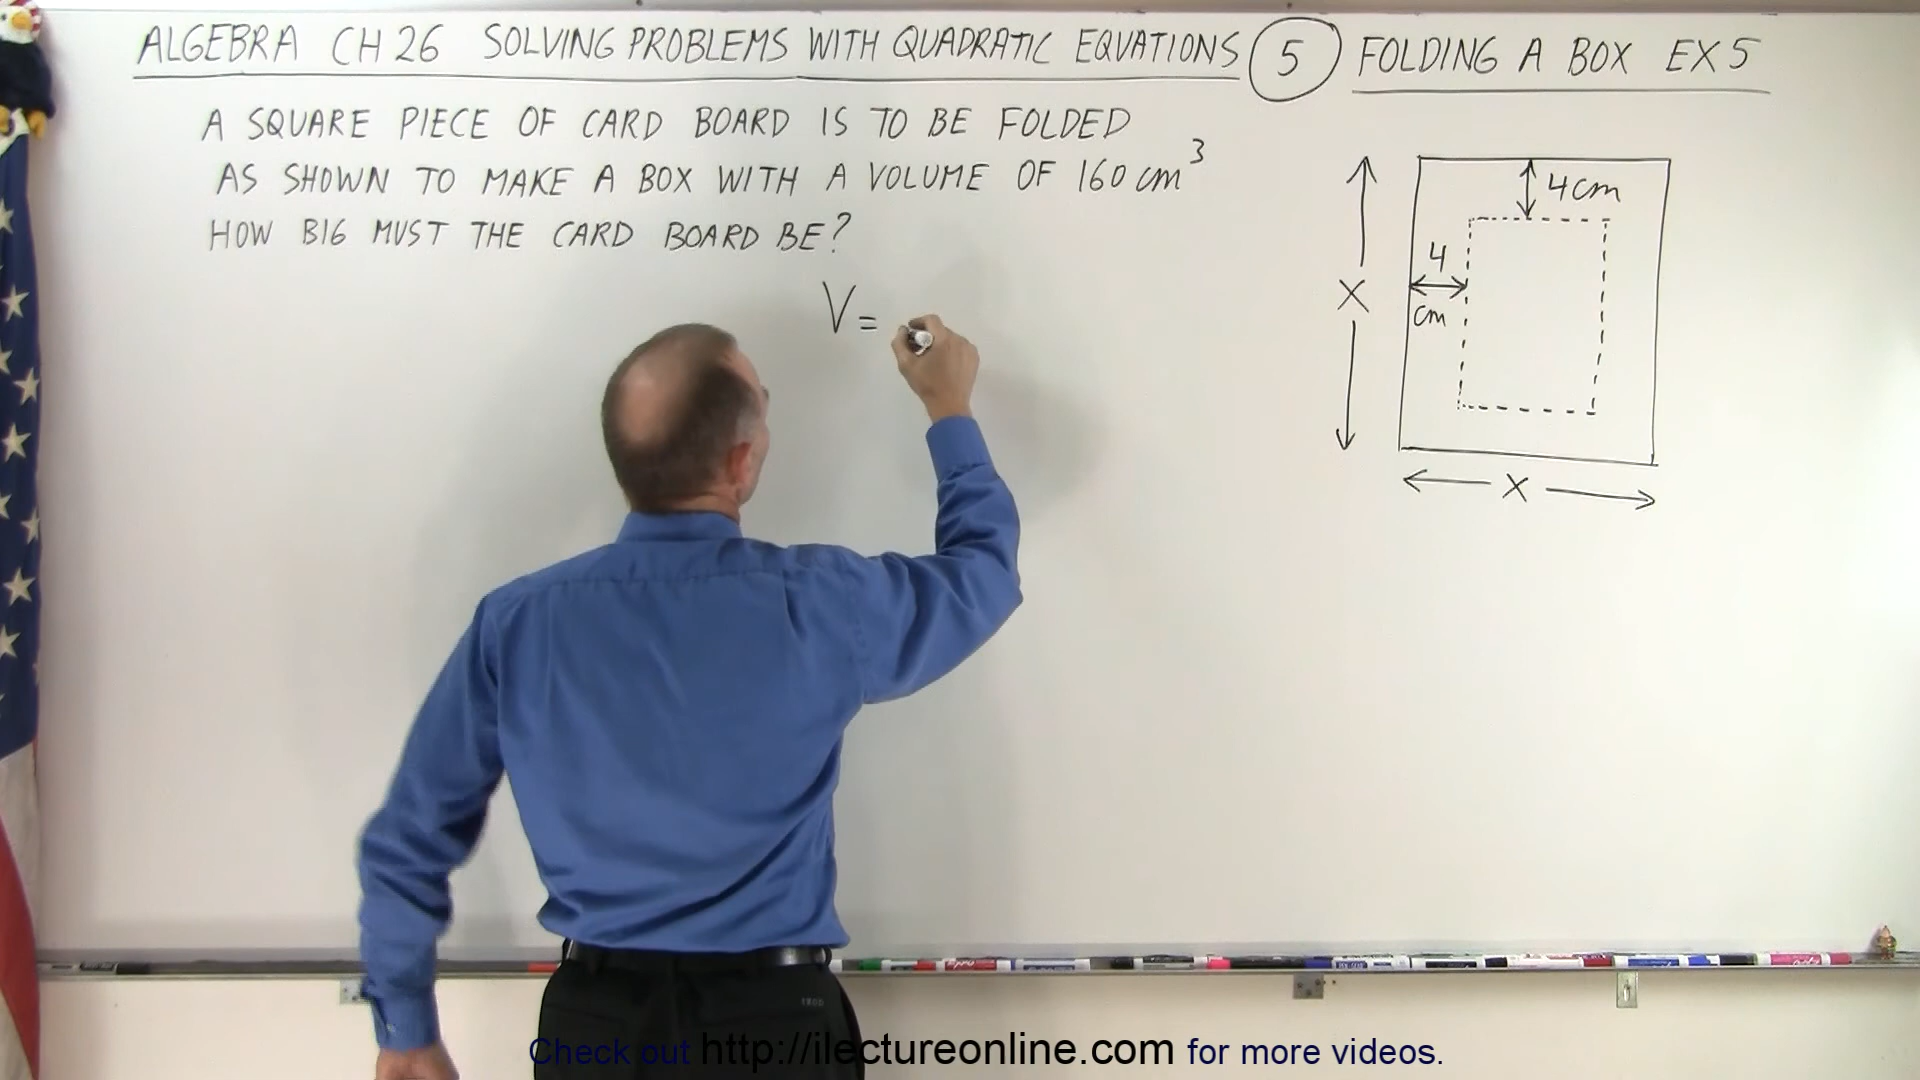 ALGEBRA CH 26 SOLVING PROBLEMS WITH QUADRATIC EQUATIONS 5 FOLDING A BOX EX 5
A SQUARE PIECE OF CARD BOARD IS TO BE FOLDED
AS SHOWN TO MAKE A BOX WITH A VOLUME OF 160 cm³
HOW BIG MUST THE CARD BOARD BE?
V =
4cm
4
cm
X
X
Check out http://ilectureonline.com for more videos.